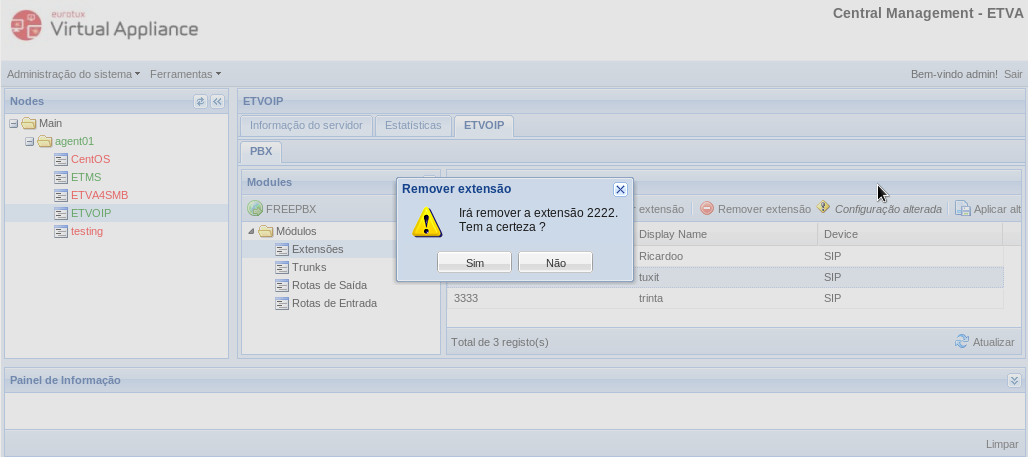 eurotux
Virtual Appliance
Central Management - ETVA
Administração do sistema Ferramentas Bem-vindo admin! Sair
Nodes
Main
agent01
CentOS
ETMS
ETVA4SMB
ETVOIP
testing
ETVOIP
Informação do servidor Estatísticas ETVOIP
PBX
Modules
FREEPBX
Módulos
Extensões
Trunks
Rotas de Saída
Rotas de Entrada
Remover extensão
Irá remover a extensão 2222.
Tem a certeza ?
Sim Não
extensão Remover extensão Configuração alterada Aplicar alt
Display Name Device
Ricardoo SIP
tuxit SIP
3333 trinta SIP
Total de 3 registo(s) Atualizar
Painel de Informação
Limpar